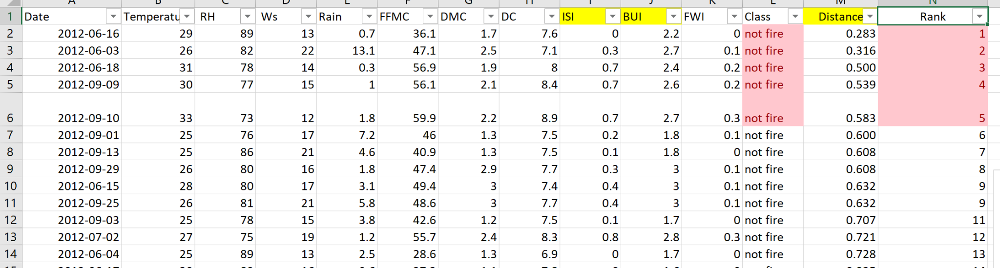 A B C D E F G H I J K L M N
1 Date Temperatu RH Ws Rain FFMC DMC DC ISI BUI FWI Class Distance Rank
2 2012-06-16 29 89 13 0.7 36.1 1.7 7.6 0 2.2 0 not fire 0.283 1
3 2012-06-03 26 82 22 13.1 47.1 2.5 7.1 0.3 2.7 0.1 not fire 0.316 2
4 2012-06-18 31 78 14 0.3 56.9 1.9 8 0.7 2.4 0.2 not fire 0.500 3
5 2012-09-09 30 77 15 1 56.1 2.1 8.4 0.7 2.6 0.2 not fire 0.539 4
6 2012-09-10 33 73 12 1.8 59.9 2.2 8.9 0.7 2.7 0.3 not fire 0.583 5
7 2012-09-01 25 76 17 7.2 46 1.3 7.5 0.2 1.8 0.1 not fire 0.600 6
8 2012-09-13 25 86 21 4.6 40.9 1.3 7.5 0.1 1.8 0 not fire 0.608 7
9 2012-09-29 26 80 16 1.8 47.4 2.9 7.7 0.3 3 0.1 not fire 0.608 8
10 2012-06-15 28 80 17 3.1 49.4 3 7.4 0.4 3 0.1 not fire 0.632 9
11 2012-09-25 26 81 21 5.8 48.6 3 7.7 0.4 3 0.1 not fire 0.632 9
12 2012-09-03 25 78 15 3.8 42.6 1.2 7.5 0.1 1.7 0 not fire 0.707 11
13 2012-07-02 27 75 19 1.2 55.7 2.4 8.3 0.8 2.8 0.3 not fire 0.721 12
14 2012-06-04 25 89 13 2.5 28.6 1.3 6.9 0 1.7 0 not fire 0.728 13